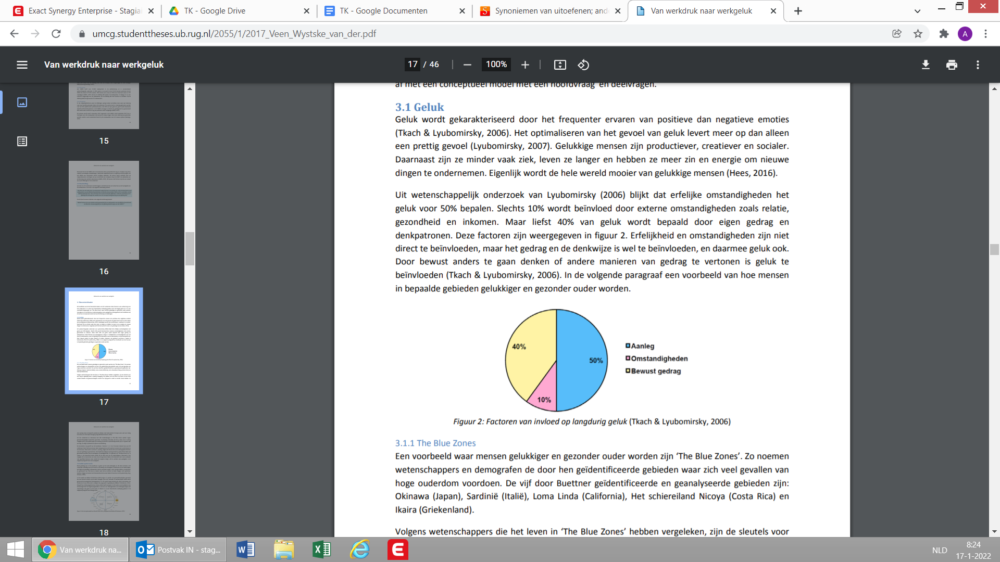 Exact Synergy Enterprise - Stagiai
TK - Google Drive
TK - Google Documenten
Synoniemen van uitoefenen; and
Van werkdruk naar werkgeluk
umcg.studenttheses.ub.rug.nl/2055/1/2017_Veen_Wystske_van_der.pdf
A
Van werkdruk naar werkgeluk
17 / 46
100%
15
16
17
18
af met een conceptueel model met een hoofdvraag en deelvragen.
3.1 Geluk
Geluk wordt gekarakteriseerd door het frequenter ervaren van positieve dan negatieve emoties
(Tkach & Lyubomirsky, 2006). Het optimaliseren van het gevoel van geluk levert meer op dan alleen
een prettig gevoel (Lyubomirsky, 2007). Gelukkige mensen zijn productiever, creatiever en socialer.
Daarnaast zijn ze minder vaak ziek, leven ze langer en hebben ze meer zin en energie om nieuwe
dingen te ondernemen. Eigenlijk wordt de hele wereld mooier van gelukkige mensen (Hees, 2016).
Uit wetenschappelijk onderzoek van Lyubomirsky (2006) blijkt dat erfelijke omstandigheden het
geluk voor 50% bepalen. Slechts 10% wordt beïnvloed door externe omstandigheden zoals relatie,
gezondheid en inkomen. Maar liefst 40% van geluk wordt bepaald door eigen gedrag en
denkpatronen. Deze factoren zijn weergegeven in figuur 2. Erfelijkheid en omstandigheden zijn niet
direct te beïnvloeden, maar het gedrag en de denkwijze is wel te beïnvloeden, en daarmee geluk ook.
Door bewust anders te gaan denken of andere manieren van gedrag te vertonen is geluk te
beïnvloeden (Tkach & Lyubomirsky, 2006). In de volgende paragraaf een voorbeeld van hoe mensen
in bepaalde gebieden gelukkiger en gezonder ouder worden.
40%
50%
10%
Aanleg
Omstandigheden
Bewust gedrag
Figuur 2: Factoren van invloed op langdurig geluk (Tkach & Lyubomirsky, 2006)
3.1.1 The Blue Zones
Een voorbeeld waar mensen gelukkiger en gezonder ouder worden zijn ‘The Blue Zones’. Zo noemen
wetenschappers en demografen de door hen geïdentificeerde gebieden waar zich veel gevallen van
hoge ouderdom voordoen. De vijf door Buettner geïdentificeerde en geanalyseerde gebieden zijn:
Okinawa (Japan), Sardinië (Italië), Loma Linda (California), Het schiereiland Nicoya (Costa Rica) en
Ikaira (Griekenland).
Volgens wetenschappers die het leven in ‘The Blue Zones’ hebben vergeleken, zijn de sleutels voor
Van werkdruk na...
Postvak IN - stag...
NLD
8:24
17-1-2022